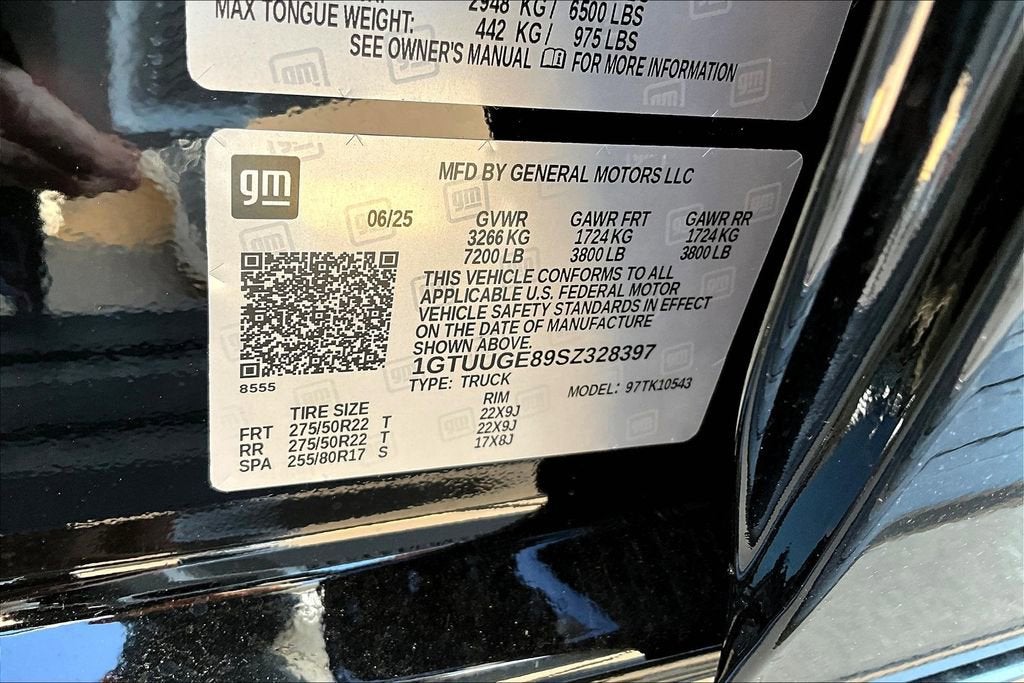 2948 KG/ 6500 LBS
MAX TONGUE WEIGHT: 442 KG/ 975 LBS
SEE OWNER'S MANUAL FOR MORE INFORMATION
gm
MFD BY GENERAL MOTORS LLC
06/25
GVWR GAWR FRT GAWR RR
3266 KG 1724 KG 1724 KG
7200 LB 3800 LB 3800 LB
THIS VEHICLE CONFORMS TO ALL
APPLICABLE U.S. FEDERAL MOTOR
VEHICLE SAFETY STANDARDS IN EFFECT
ON THE DATE OF MANUFACTURE
SHOWN ABOVE.
1GTUUGE89SZ328397
8555
TYPE: TRUCK MODEL: 97TK10543
TIRE SIZE RIM
FRT 275/50R22 T 22X9J
RR 275/50R22 T 22X9J
SPA 255/80R17 S 17X8J